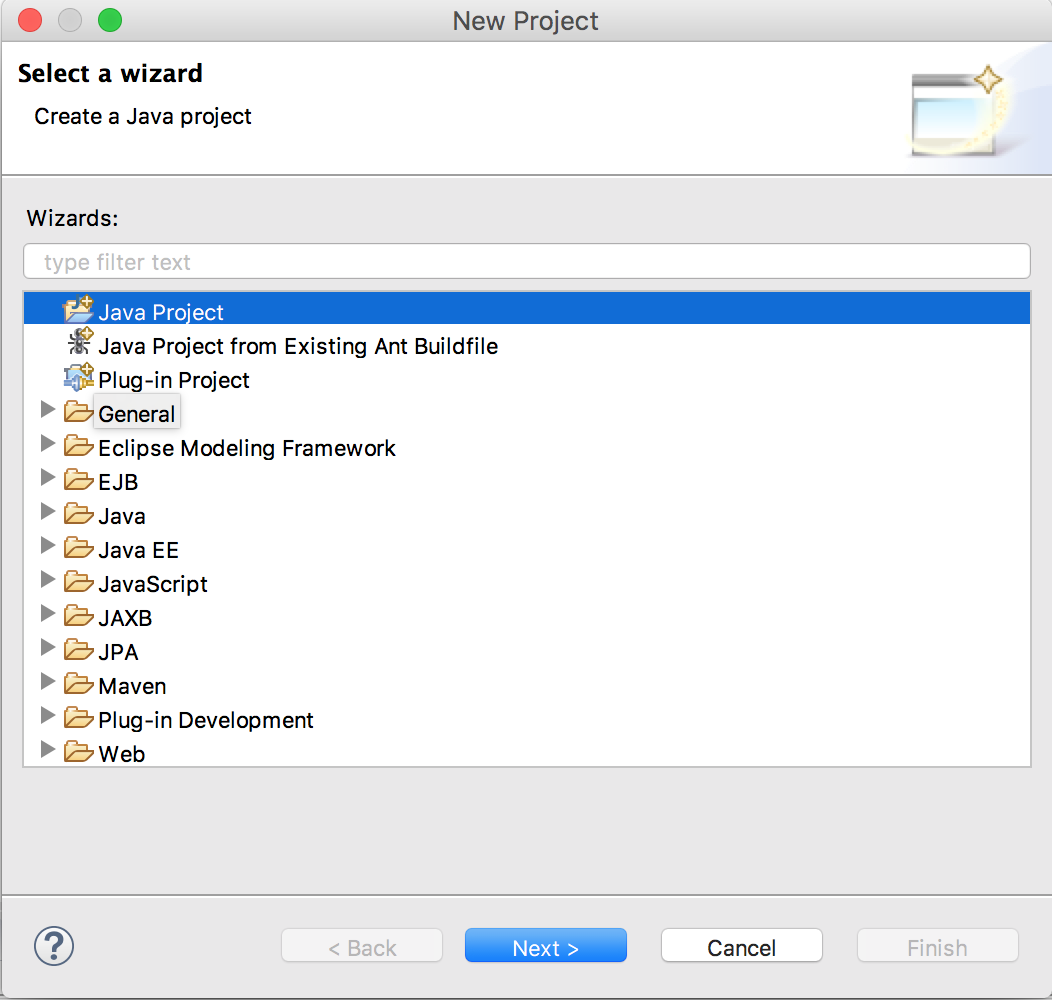 New Project
Select a wizard
Create a Java project
Wizards:
type filter text
Java Project
Java Project from Existing Ant Buildfile
Plug-in Project
General
Eclipse Modeling Framework
EJB
Java
Java EE
JavaScript
JAXB
JPA
Maven
Plug-in Development
Web
? < Back Next > Cancel Finish